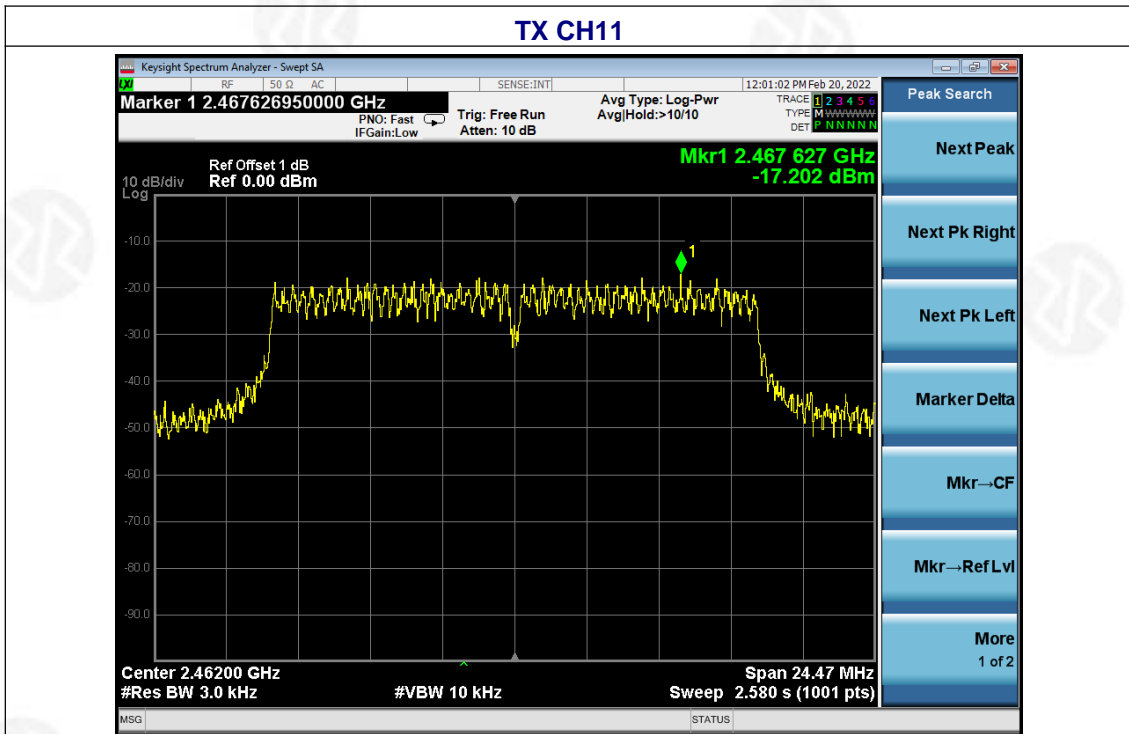 TX CH11
Keysight Spectrum Analyzer - Swept SA
LXI RF 50 Ω AC SENSE:INT 12:01:02 PM Feb 20, 2022
Marker 1 2.467626950000 GHz
PNO: Fast
IFGain:Low
Trig: Free Run
Atten: 10 dB
Avg Type: Log-Pwr
Avg|Hold:>10/10
TRACE 1 2 3 4 5 6
TYPE M WWWWW
DET P N N N N N
Peak Search
Mkr1 2.467 627 GHz
-17.202 dBm
Ref Offset 1 dB
10 dB/div Ref 0.00 dBm
Log
-10.0
-20.0
-30.0
-40.0
-50.0
-60.0
-70.0
-80.0
-90.0
1
Next Peak
Next Pk Right
Next Pk Left
Marker Delta
Mkr→CF
Mkr→Ref Lvl
More
1 of 2
Center 2.46200 GHz Span 24.47 MHz
#Res BW 3.0 kHz #VBW 10 kHz Sweep 2.580 s (1001 pts)
MSG STATUS